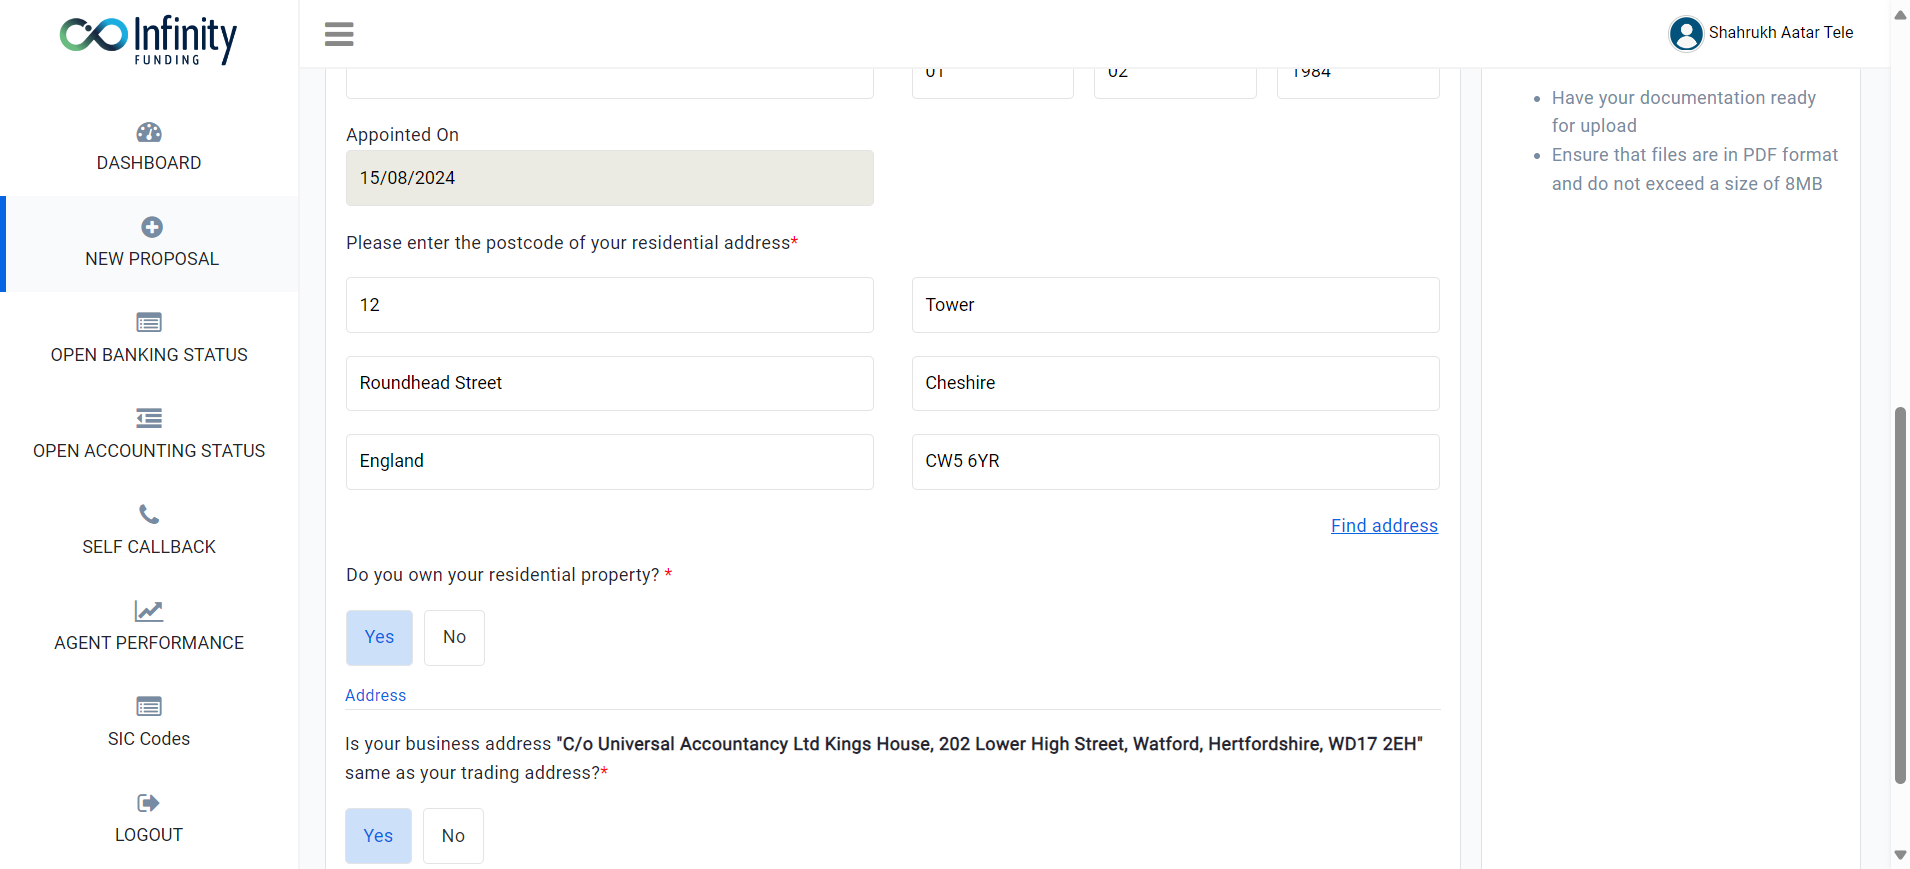 Infinity
FUNDING
Shahrukh Aatar Tele
DASHBOARD
NEW PROPOSAL
OPEN BANKING STATUS
OPEN ACCOUNTING STATUS
SELF CALLBACK
AGENT PERFORMANCE
SIC Codes
LOGOUT
01 02 1984
Appointed On
15/08/2024
Please enter the postcode of your residential address*
12 Tower
Roundhead Street Cheshire
England CW5 6YR
Find address
Do you own your residential property? *
Yes No
Address
Is your business address "C/o Universal Accountancy Ltd Kings House, 202 Lower High Street, Watford, Hertfordshire, WD17 2EH"
same as your trading address?*
Yes No
Have your documentation ready
for upload
Ensure that files are in PDF format
and do not exceed a size of 8MB